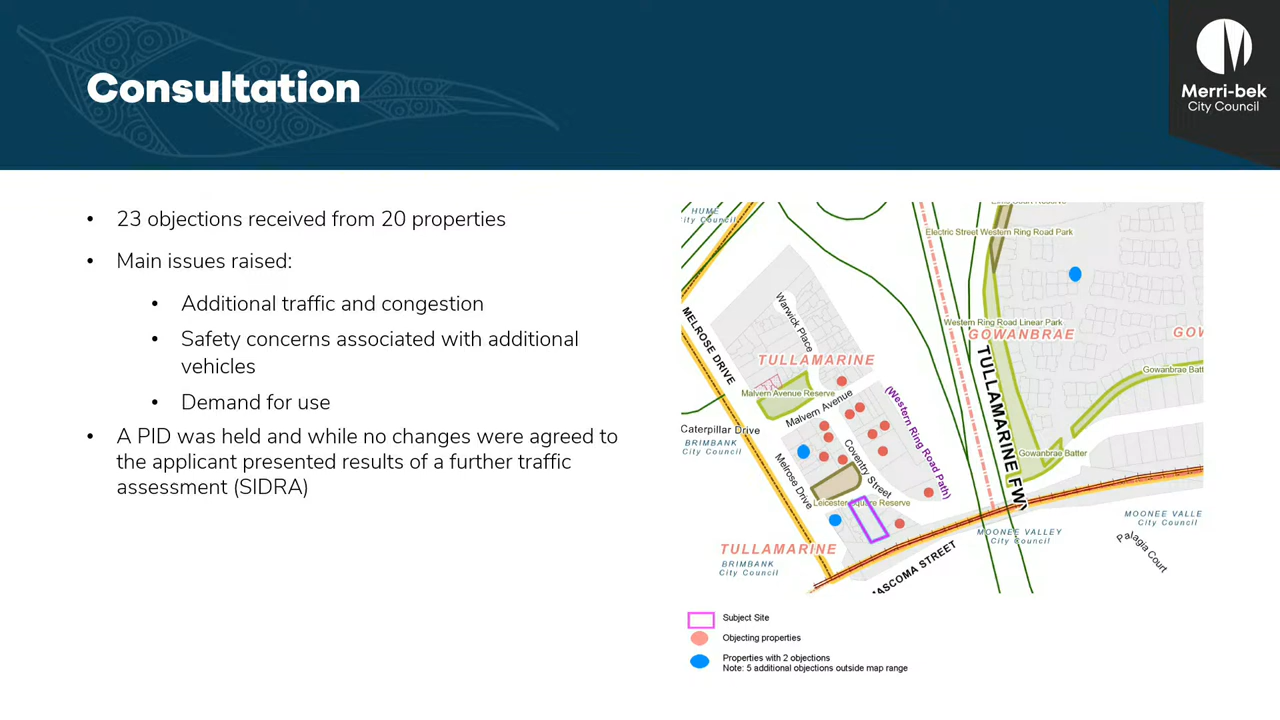 Consultation
Merri-bek
City Council
• 23 objections received from 20 properties
• Main issues raised:
• Additional traffic and congestion
• Safety concerns associated with additional
vehicles
• Demand for use
• A PID was held and while no changes were agreed to
the applicant presented results of a further traffic
assessment (SIDRA)
HUME
City Council
Electric Street Western Ring Road Park
Warwick Place
MELROSE DRIVE
Western Ring Road Linear Park
GOWANBRAE
GOW
TULLAMARINE
TULLAMARINE FW
Gowanbrae Batt
Malvern Avenue Reserve
Malvern Avenue
(Western Ring Road Path)
Caterpillar Drive
BRIMBANK
City Council
Coventry Street
Gowanbrae Batter
Melrose Drive
Leicester Square Reserve
MOONEE VALLE
City Council
MOONEE VALLEY
City Council
Palagia Court
TULLAMARINE
BRIMBANK
City Council
MASCOMA STREET
Subject Site
Objecting properties
Properties with 2 objections
Note: 5 additional objections outside map range